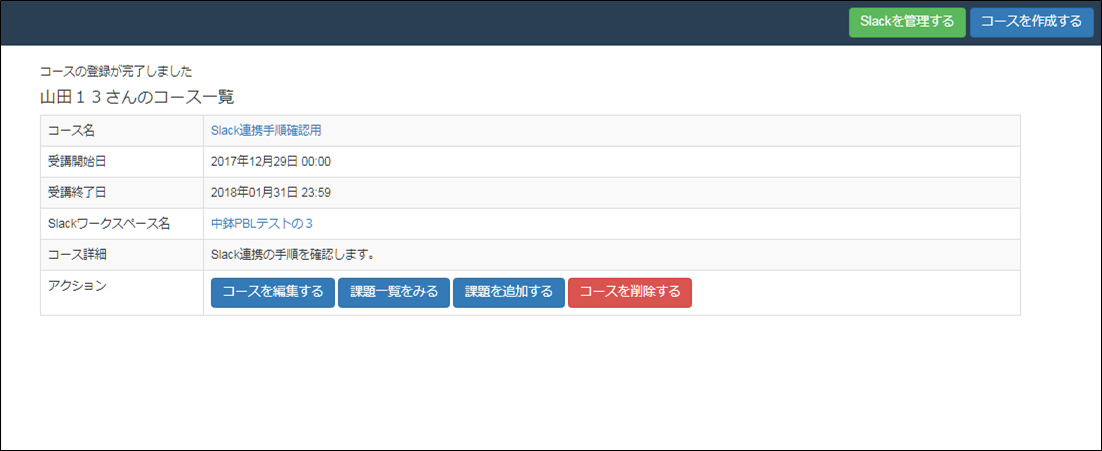 Slackを管理する コースを作成する
コースの登録が完了しました
山田１３さんのコース一覧
コース名 Slack連携手順確認用
受講開始日 2017年12月29日 00:00
受講終了日 2018年01月31日 23:59
Slackワークスペース名 中鉢PBLテストの３
コース詳細 Slack連携の手順を確認します。
アクション コースを編集する 課題一覧をみる 課題を追加する コースを削除する